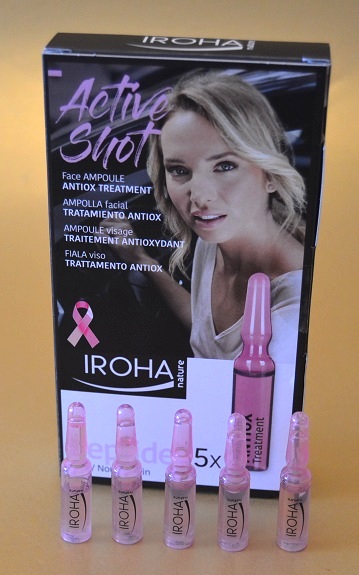 IROHA nature
Active
Shot
Face AMPOULE
ANTIOX TREATMENT
AMPOLLA facial
TRATAMIENTO ANTIOX
AMPOULE visage
TRAITEMENT ANTIOXYDANT
FIALA viso
TRATTAMENTO ANTIOX
IROHA
nature
5x
ANTIOX
Treatment
IROHA
IROHA
IROHA
IROHA
IROHA